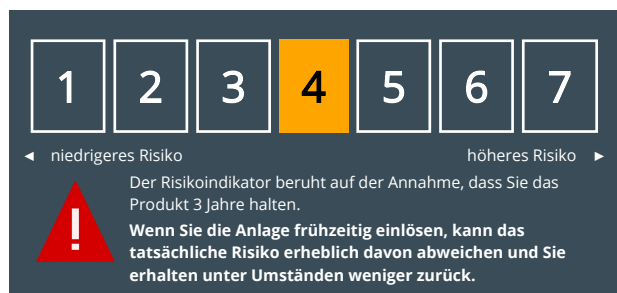 1 2 3 4 5 6 7
◄ niedrigeres Risiko höheres Risiko ►
Der Risikoindikator beruht auf der Annahme, dass Sie das
Produkt 3 Jahre halten.
!
Wenn Sie die Anlage frühzeitig einlösen, kann das
tatsächliche Risiko erheblich davon abweichen und Sie
erhalten unter Umständen weniger zurück.